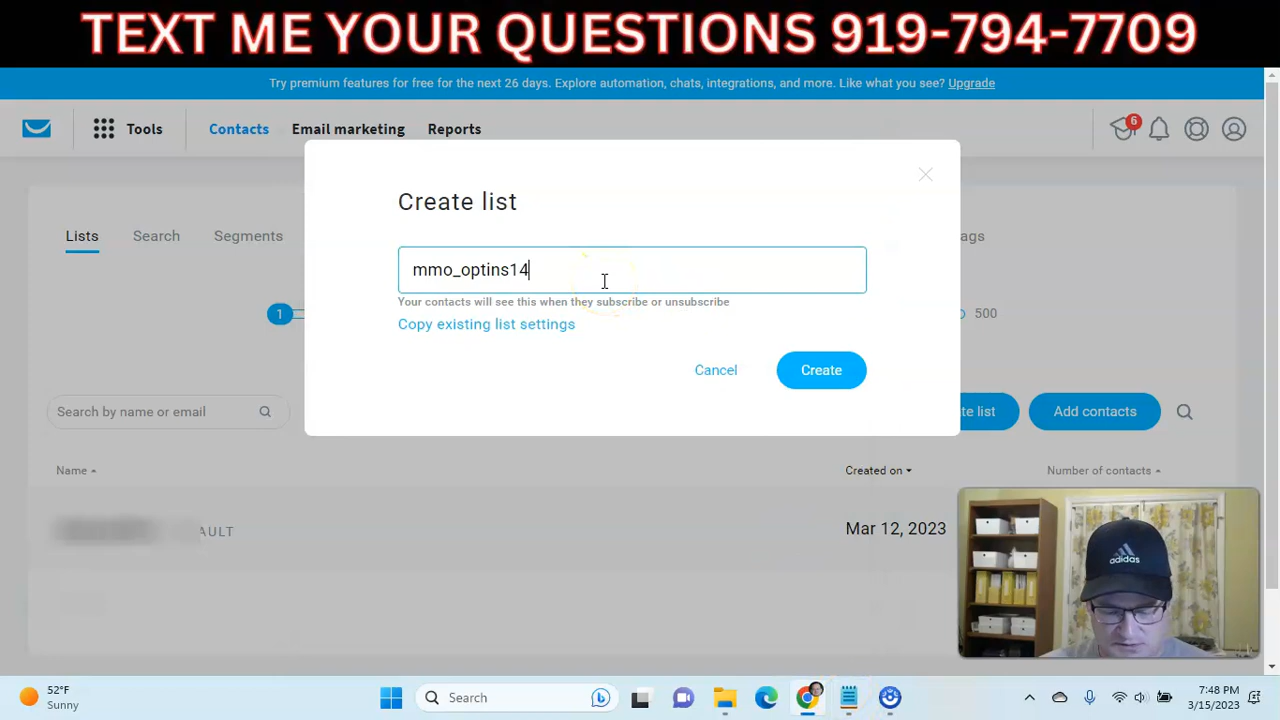 TEXT ME YOUR QUESTIONS 919-794-7709
Try premium features for free for the next 26 days. Explore automation, chats, integrations, and more. Like what you see? Upgrade
Tools
Contacts
Email marketing
Reports
6
Create list
Lists
Search
Segments
ags
mmo_optins14
Your contacts will see this when they subscribe or unsubscribe
1
500
Copy existing list settings
Cancel
Create
Search by name or email
te list
Add contacts
Name
Created on
Number of contacts
AULT
Mar 12, 2023
adidas
52°F
Sunny
Search
7:48 PM
3/15/2023